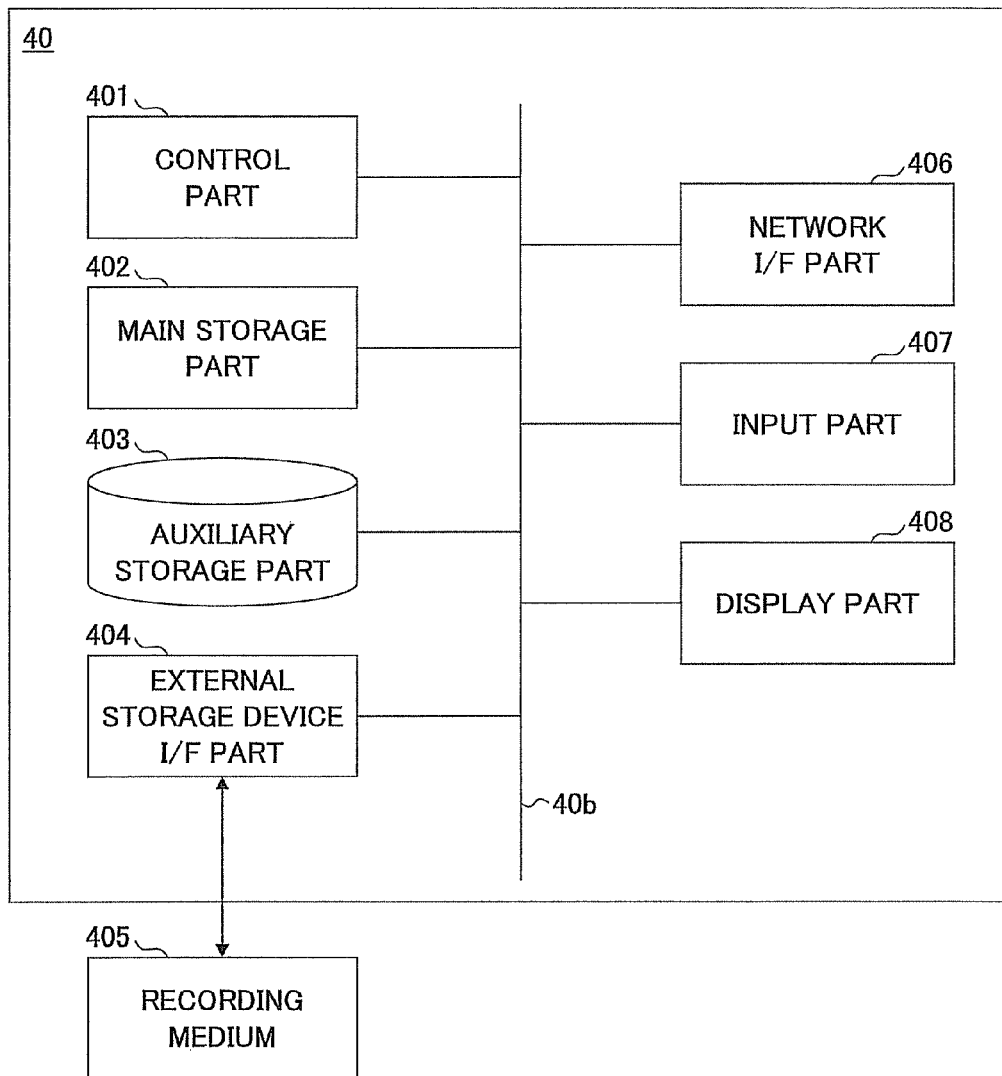 40
401
CONTROL
PART
402
MAIN STORAGE
PART
403
AUXILIARY
STORAGE PART
404
EXTERNAL
STORAGE DEVICE
I/F PART
405
RECORDING
MEDIUM
406
NETWORK
I/F PART
407
INPUT PART
408
DISPLAY PART
40b